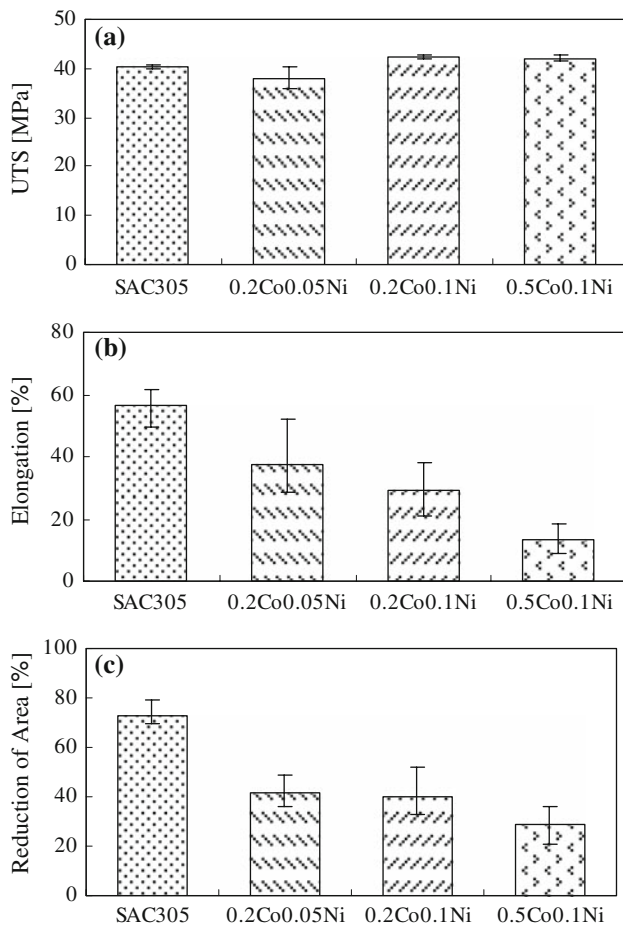 (a)
UTS [MPa]
50
40
30
20
10
0
SAC305 0.2Co0.05Ni 0.2Co0.1Ni 0.5Co0.1Ni
(b)
Elongation [%]
80
60
40
20
0
SAC305 0.2Co0.05Ni 0.2Co0.1Ni 0.5Co0.1Ni
(c)
Reduction of Area [%]
100
80
60
40
20
0
SAC305 0.2Co0.05Ni 0.2Co0.1Ni 0.5Co0.1Ni